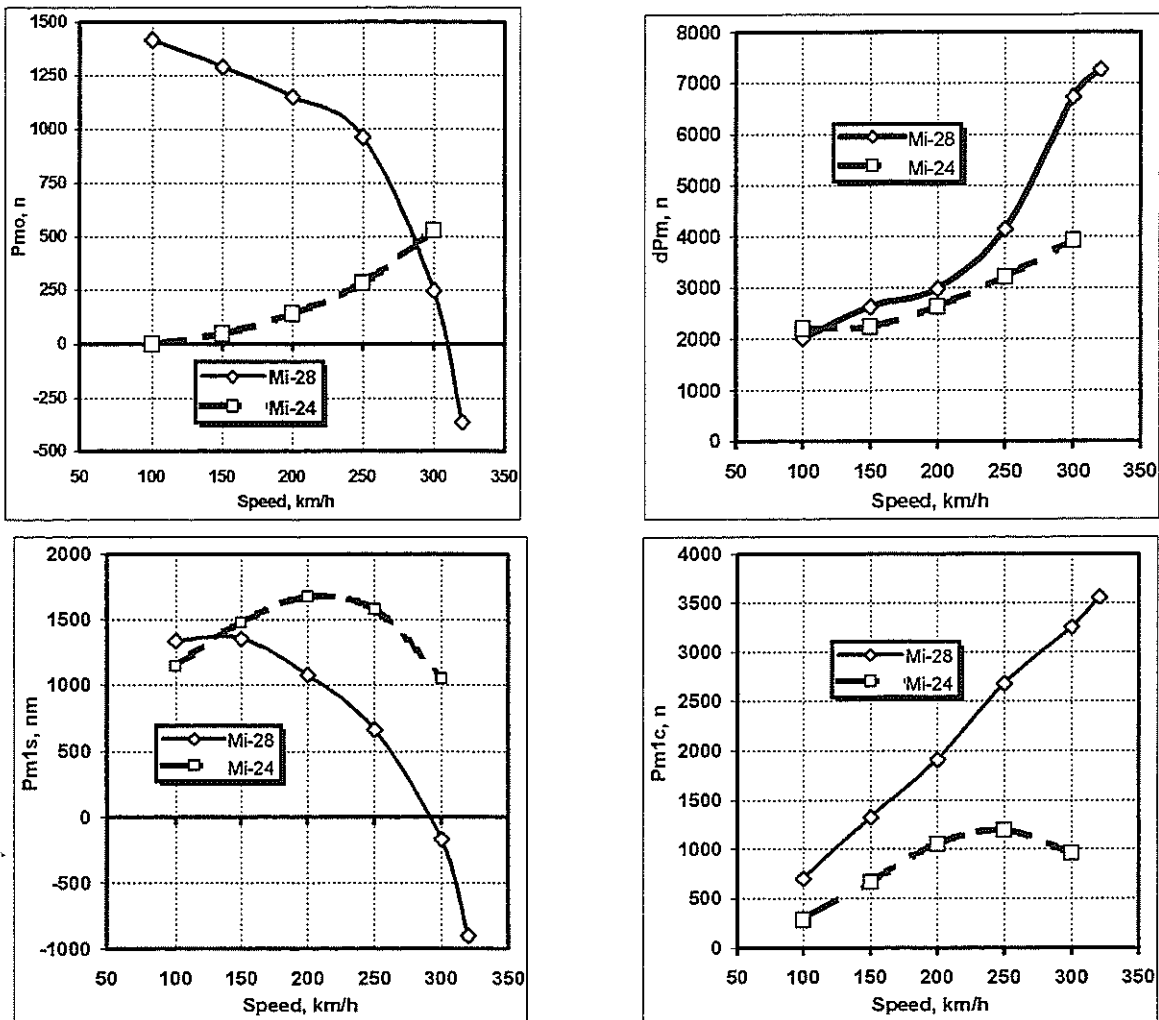 1500
1250
1000
750
500
250
0
-250
-500
Pmo, n
Mi-28
Mi-24
50 100 150 200 250 300 350
Speed, km/h
8000
7000
6000
5000
4000
3000
2000
1000
0
dPm, n
Mi-28
Mi-24
50 100 150 200 250 300 350
Speed, km/h
2000
1500
1000
500
0
-500
-1000
Pm1s, nm
Mi-28
Mi-24
50 100 150 200 250 300 350
Speed, km/h
4000
3500
3000
2500
2000
1500
1000
500
0
Pm1c, n
Mi-28
Mi-24
50 100 150 200 250 300 350
Speed, km/h